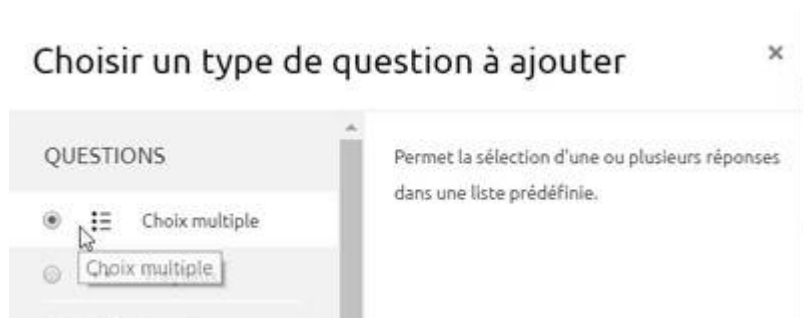 Choisir un type de question à ajouter ×
QUESTIONS
Choix multiple
Choix multiple
Permet la sélection d'une ou plusieurs réponses
dans une liste prédéfinie.